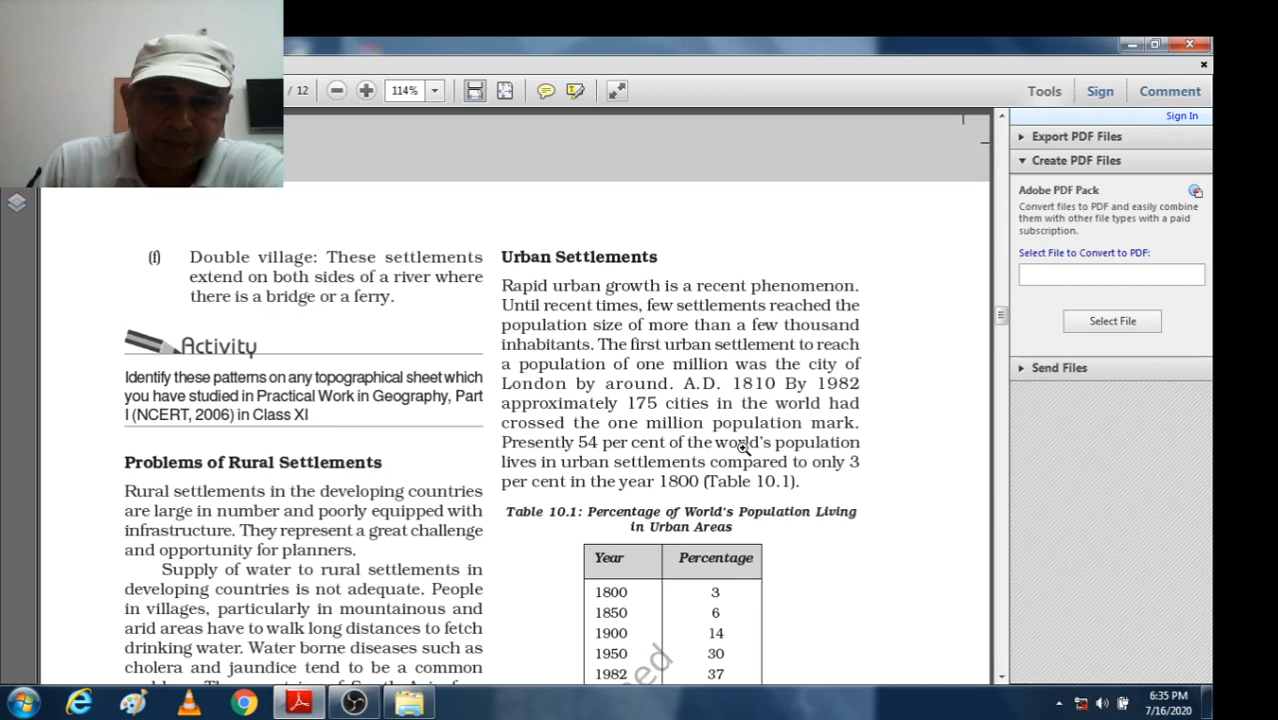 / 12
114%
Tools
Sign
Comment
Sign In
Export PDF Files
Create PDF Files
Adobe PDF Pack
Convert files to PDF and easily combine
them with other file types with a paid
subscription.
Select File to Convert to PDF:
Select File
Send Files
(f) Double village: These settlements
extend on both sides of a river where
there is a bridge or a ferry.
Activity
Identify these patterns on any topographical sheet which
you have studied in Practical Work in Geography, Part
I (NCERT, 2006) in Class XI
Problems of Rural Settlements
Rural settlements in the developing countries
are large in number and poorly equipped with
infrastructure. They represent a great challenge
and opportunity for planners.
Supply of water to rural settlements in
developing countries is not adequate. People
in villages, particularly in mountainous and
arid areas have to walk long distances to fetch
drinking water. Water borne diseases such as
cholera and jaundice tend to be a common
Urban Settlements
Rapid urban growth is a recent phenomenon.
Until recent times, few settlements reached the
population size of more than a few thousand
inhabitants. The first urban settlement to reach
a population of one million was the city of
London by around. A.D. 1810 By 1982
approximately 175 cities in the world had
crossed the one million population mark.
Presently 54 per cent of the world's population
lives in urban settlements compared to only 3
per cent in the year 1800 (Table 10.1).
Table 10.1: Percentage of World's Population Living
in Urban Areas
Year Percentage
1800 3
1850 6
1900 14
1950 30
1982 37
6:35 PM
7/16/2020